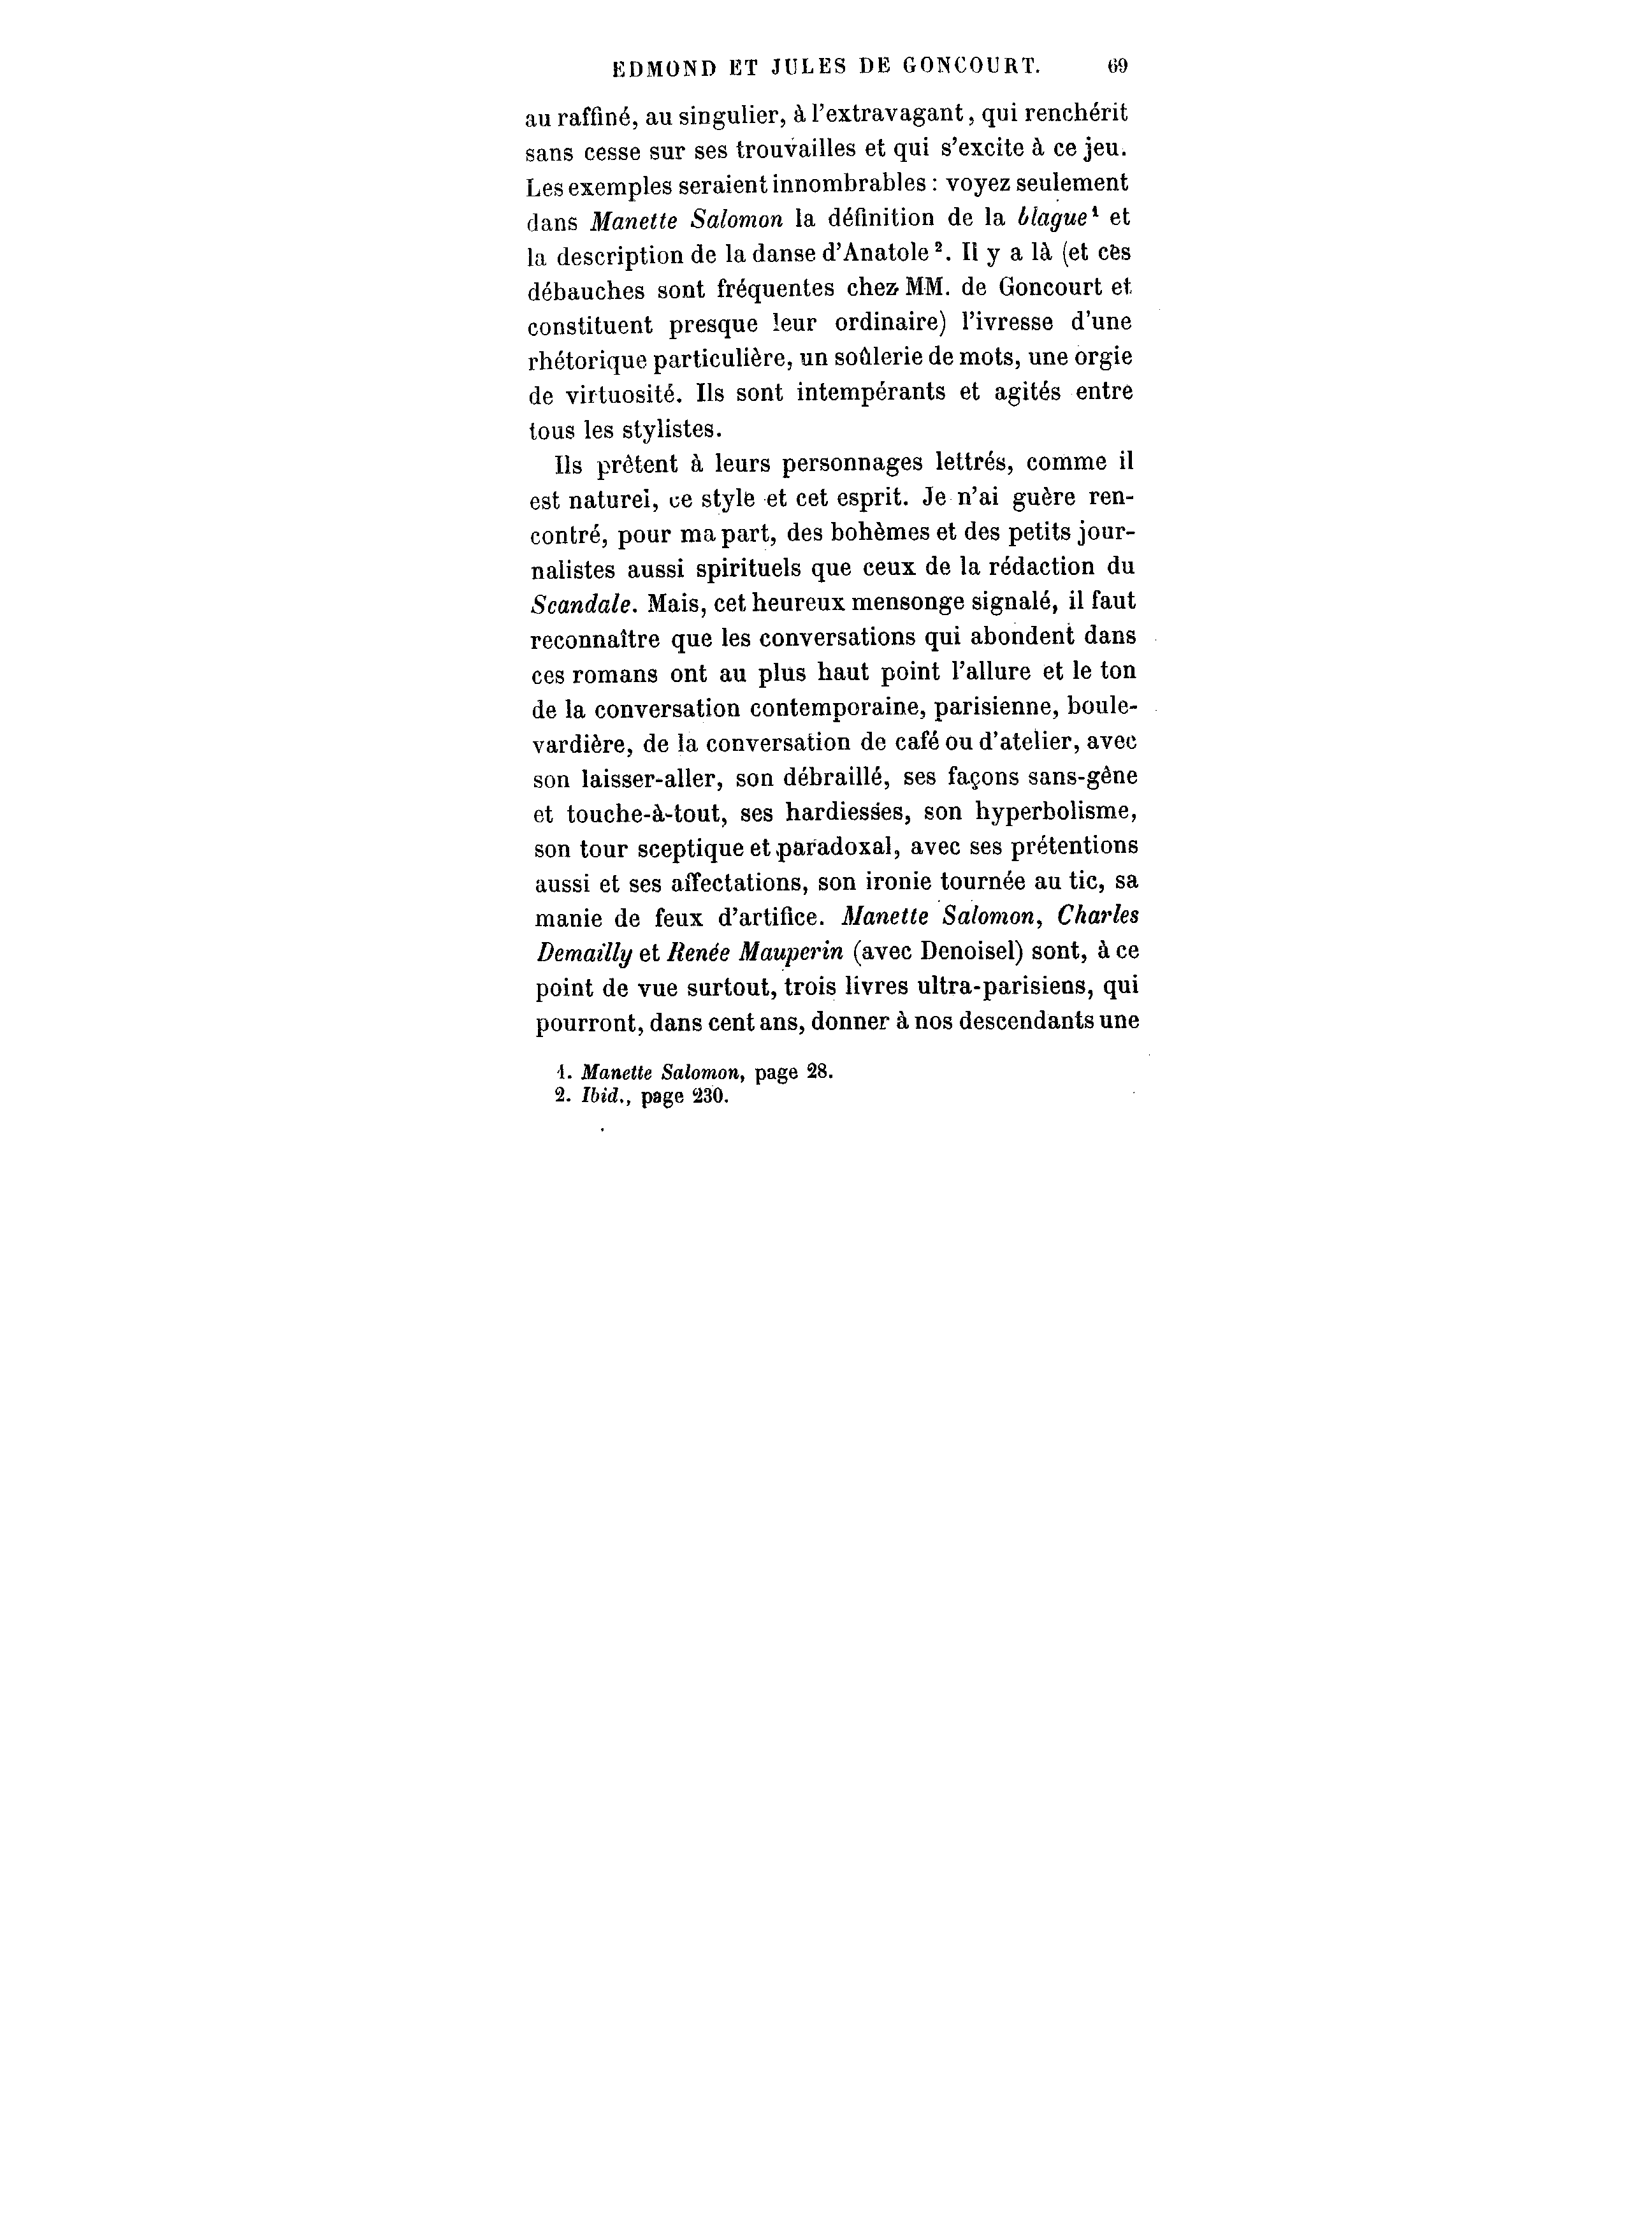 EDMOND ET JULES DE GONCOURT. 69
au raffiné, au singulier, à l'extravagant, qui renchérit
sans cesse sur ses trouvailles et qui s'excite à ce jeu.
Les exemples seraient innombrables : voyez seulement
dans Manette Salomon la définition de la blague¹ et
la description de la danse d'Anatole ². Il y a là (et ces
débauches sont fréquentes chez MM. de Goncourt et
constituent presque leur ordinaire) l'ivresse d'une
rhétorique particulière, un soûlerie de mots, une orgie
de virtuosité. Ils sont intempérants et agités entre
tous les stylistes.
Ils prêtent à leurs personnages lettrés, comme il
est naturel, ce style et cet esprit. Je n'ai guère ren-
contré, pour ma part, des bohèmes et des petits jour-
nalistes aussi spirituels que ceux de la rédaction du
Scandale. Mais, cet heureux mensonge signalé, il faut
reconnaître que les conversations qui abondent dans
ces romans ont au plus haut point l'allure et le ton
de la conversation contemporaine, parisienne, boule-
vardière, de la conversation de café ou d'atelier, avec
son laisser-aller, son débraillé, ses façons sans-gêne
et touche-à-tout, ses hardiesses, son hyperbolisme,
son tour sceptique et paradoxal, avec ses prétentions
aussi et ses affectations, son ironie tournée au tic, sa
manie de feux d'artifice. Manette Salomon, Charles
Demailly et Renée Mauperin (avec Denoisel) sont, à ce
point de vue surtout, trois livres ultra-parisiens, qui
pourront, dans cent ans, donner à nos descendants une
1. Manette Salomon, page 28.
2. Ibid., page 230.